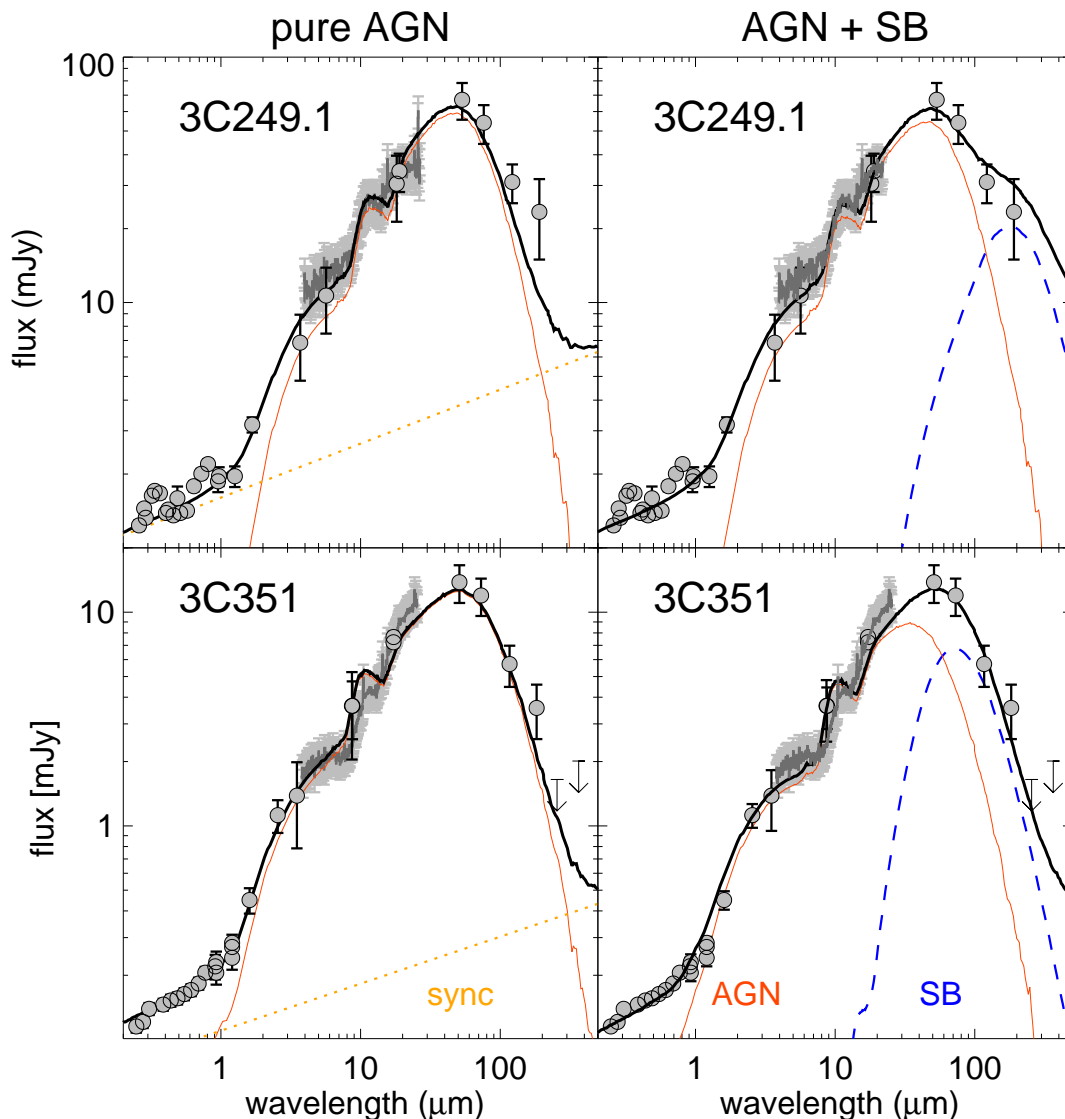 pure AGN
AGN + SB
100
3C249.1
3C249.1
flux (mJy)
10
3C351
3C351
10
flux [mJy]
1
sync
AGN
SB
1
10
100
1
10
100
wavelength (μm)
wavelength (μm)